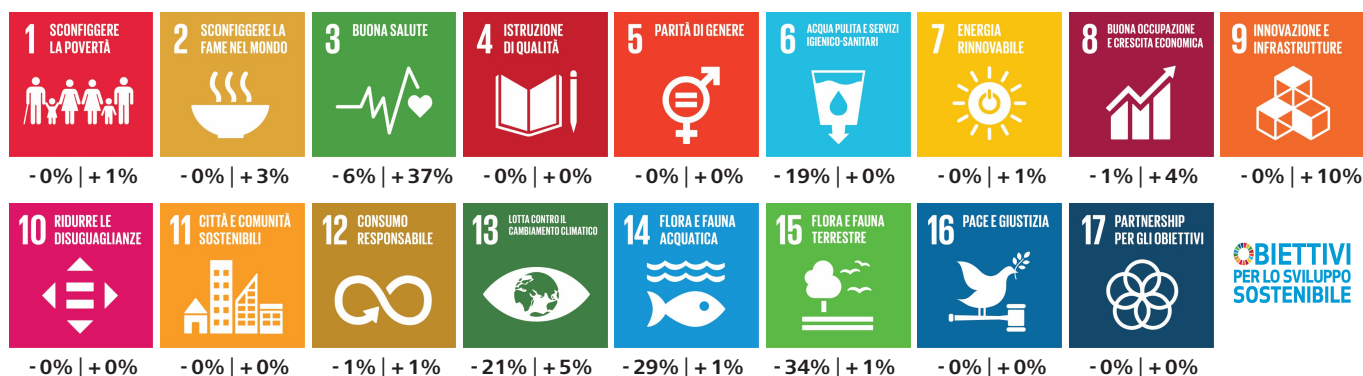 1 SCONFIGGERE
LA POVERTÀ
2 SCONFIGGERE LA
FAME NEL MONDO
3 BUONA SALUTE
4 ISTRUZIONE
DI QUALITÀ
5 PARITÀ DI GENERE
6 ACQUA PULITA E SERVIZI
IGIENICO-SANITARI
7 ENERGIA
RINNOVABILE
8 BUONA OCCUPAZIONE
E CRESCITA ECONOMICA
9 INNOVAZIONE E
INFRASTRUTTURE
-0% | +1%
-0% | +3%
-6% | +37%
-0% | +0%
-0% | +0%
-19% | +0%
-0% | +1%
-1% | +4%
-0% | +10%
10 RIDURRE LE
DISUGUAGLIANZE
11 CITTÀ E COMUNITÀ
SOSTENIBILI
12 CONSUMO
RESPONSABILE
13 LOTTA CONTRO IL
CAMBIAMENTO CLIMATICO
14 FLORA E FAUNA
ACQUATICA
15 FLORA E FAUNA
TERRESTRE
16 PACE E GIUSTIZIA
17 PARTNERSHIP
PER GLI OBIETTIVI
OBIETTIVI
PER LO SVILUPPO
SOSTENIBILE
-0% | +0%
-0% | +0%
-1% | +1%
-21% | +5%
-29% | +1%
-34% | +1%
-0% | +0%
-0% | +0%